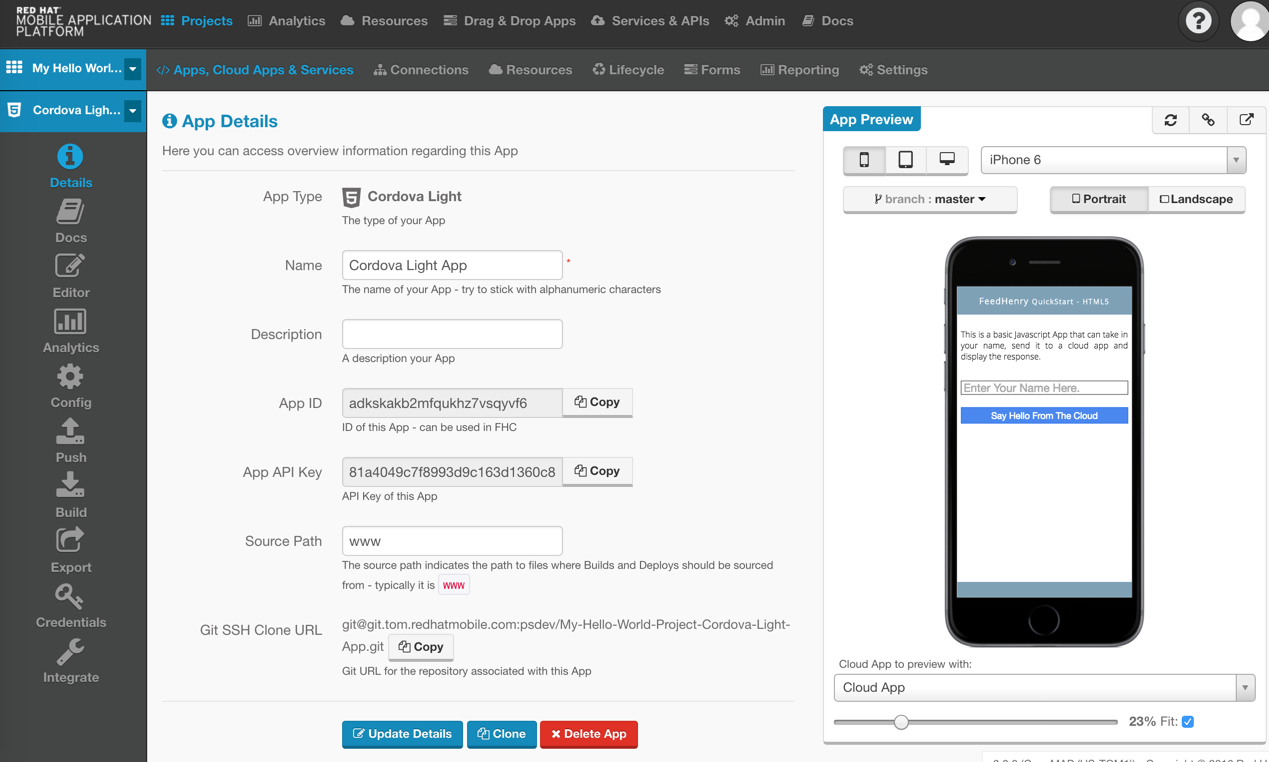 RED HAT
MOBILE APPLICATION
PLATFORM
Projects Analytics Resources Drag & Drop Apps Services & APIs Admin Docs
My Hello Worl...
Apps, Cloud Apps & Services Connections Resources Lifecycle Forms Reporting Settings
Cordova Ligh...
Details
Docs
Editor
Analytics
Config
Push
Build
Export
Credentials
Integrate
App Details
Here you can access overview information regarding this App
App Type Cordova Light
The type of your App
Name Cordova Light App *
The name of your App - try to stick with alphanumeric characters
Description
A description your App
App ID adkskakb2mfqukhz7vsqyvf6 Copy
ID of this App - can be used in FHC
App API Key 81a4049c7f8993d9c163d1360c8 Copy
API Key of this App
Source Path www
The source path indicates the path to files where Builds and Deploys should be sourced
from - typically it is www
Git SSH Clone URL git@git.tom.redhatmobile.com:psdev/My-Hello-World-Project-Cordova-Light-
App.git Copy
Git URL for the repository associated with this App
Update Details Clone Delete App
App Preview
iPhone 6
branch : master
Portrait Landscape
FeedHenry QuickStart - HTML5
This is a basic Javascript App that can take in
your name, send it to a cloud app and
display the response.
Enter Your Name Here.
Say Hello From The Cloud
Cloud App to preview with:
Cloud App
23% Fit: